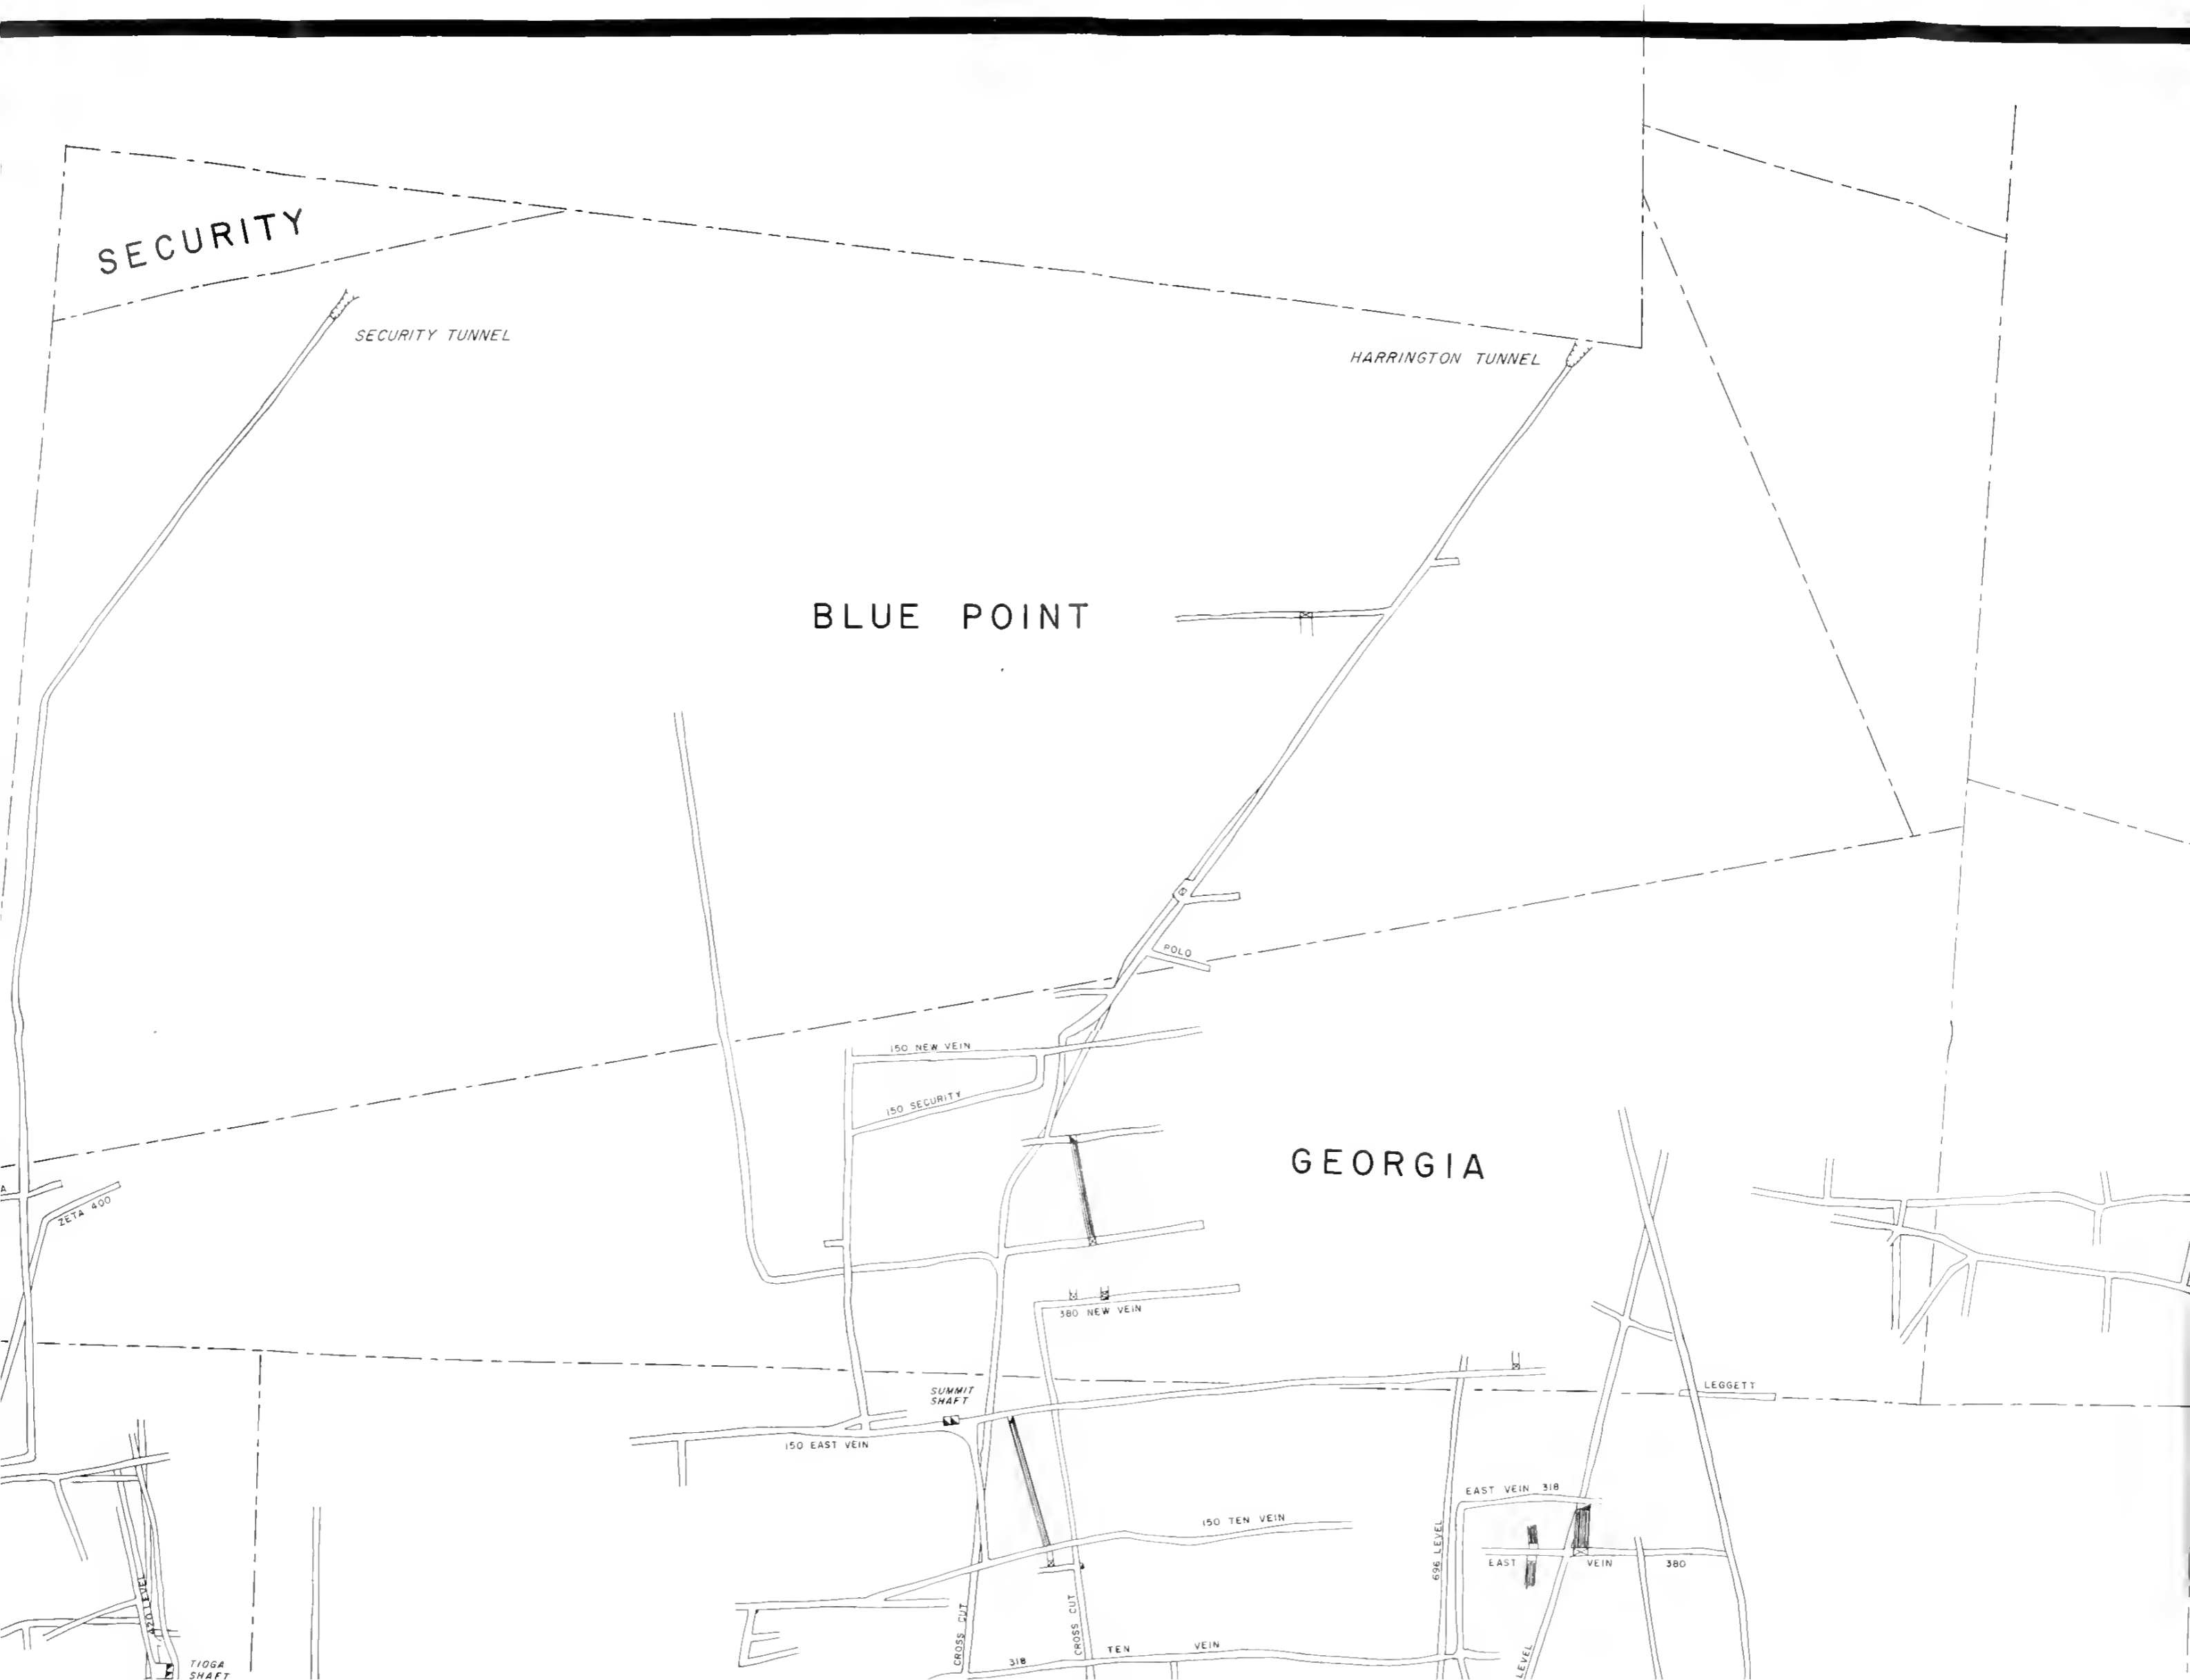 SECURITY
SECURITY TUNNEL
HARRINGTON TUNNEL
BLUE POINT
POLO
150 NEW VEIN
150 SECURITY
GEORGIA
A
ZETA 400
380 NEW VEIN
SUMMIT
SHAFT
LEGGETT
150 EAST VEIN
EAST VEIN 318
150 TEN VEIN
696 LEVEL
EAST VEIN 380
420 LEVEL
CROSS CUT
CROSS CUT
318 TEN VEIN
LEVEL
TIOGA
SHAFT